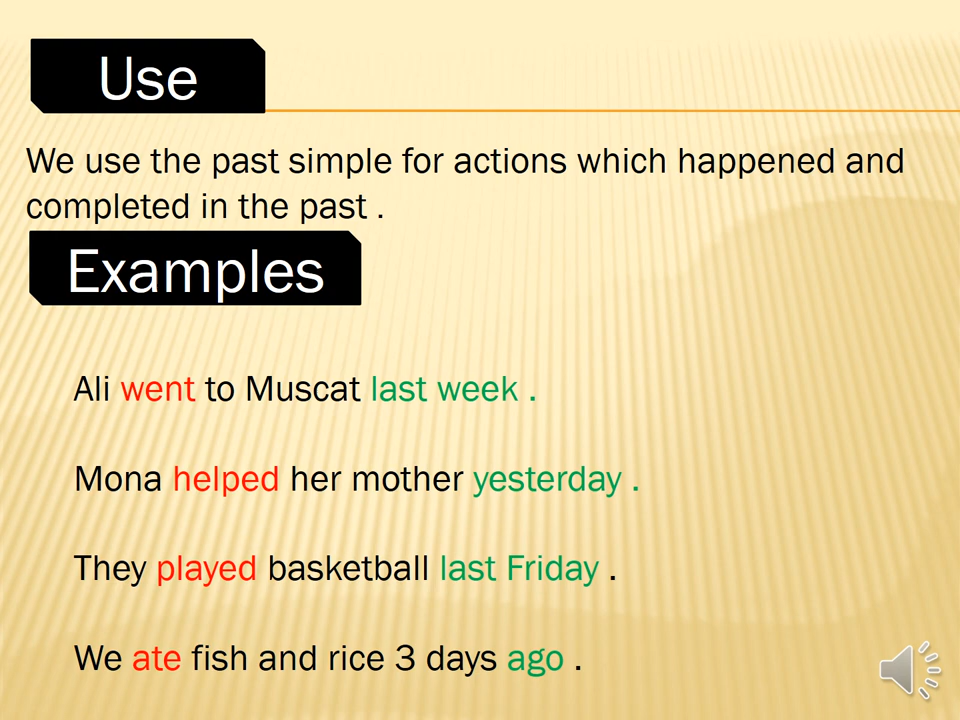 Use
We use the past simple for actions which happened and
completed in the past .
Examples
Ali went to Muscat last week .
Mona helped her mother yesterday .
They played basketball last Friday .
We ate fish and rice 3 days ago .